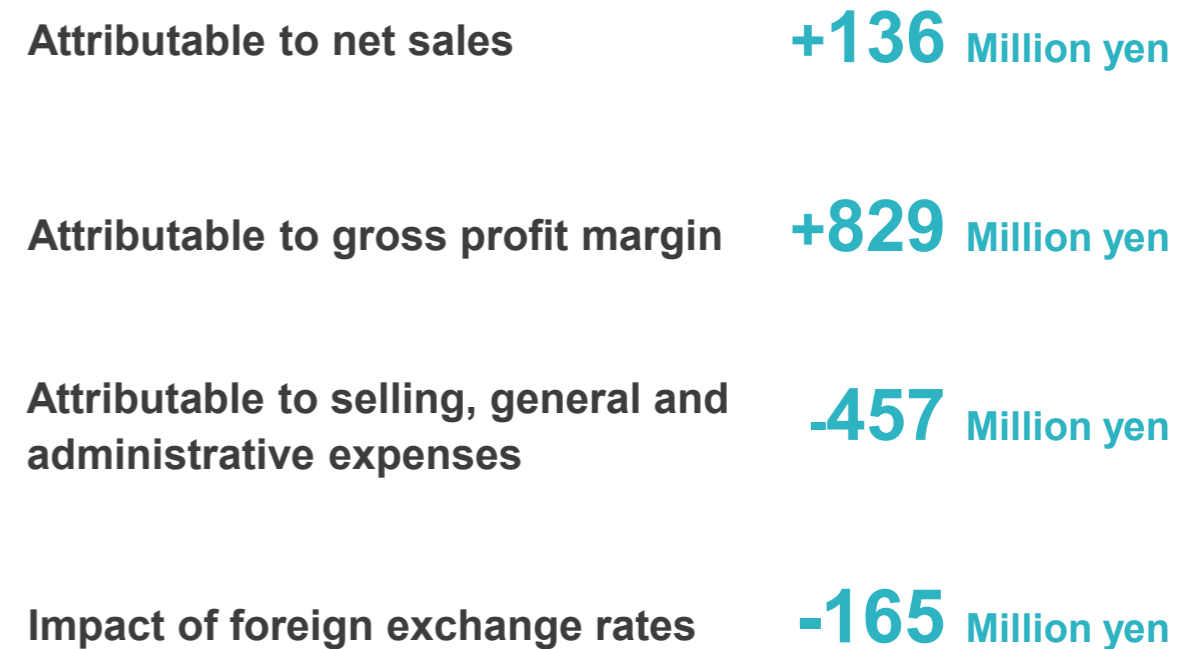 Attributable to net sales +136 Million yen
Attributable to gross profit margin +829 Million yen
Attributable to selling, general and
administrative expenses -457 Million yen
Impact of foreign exchange rates -165 Million yen